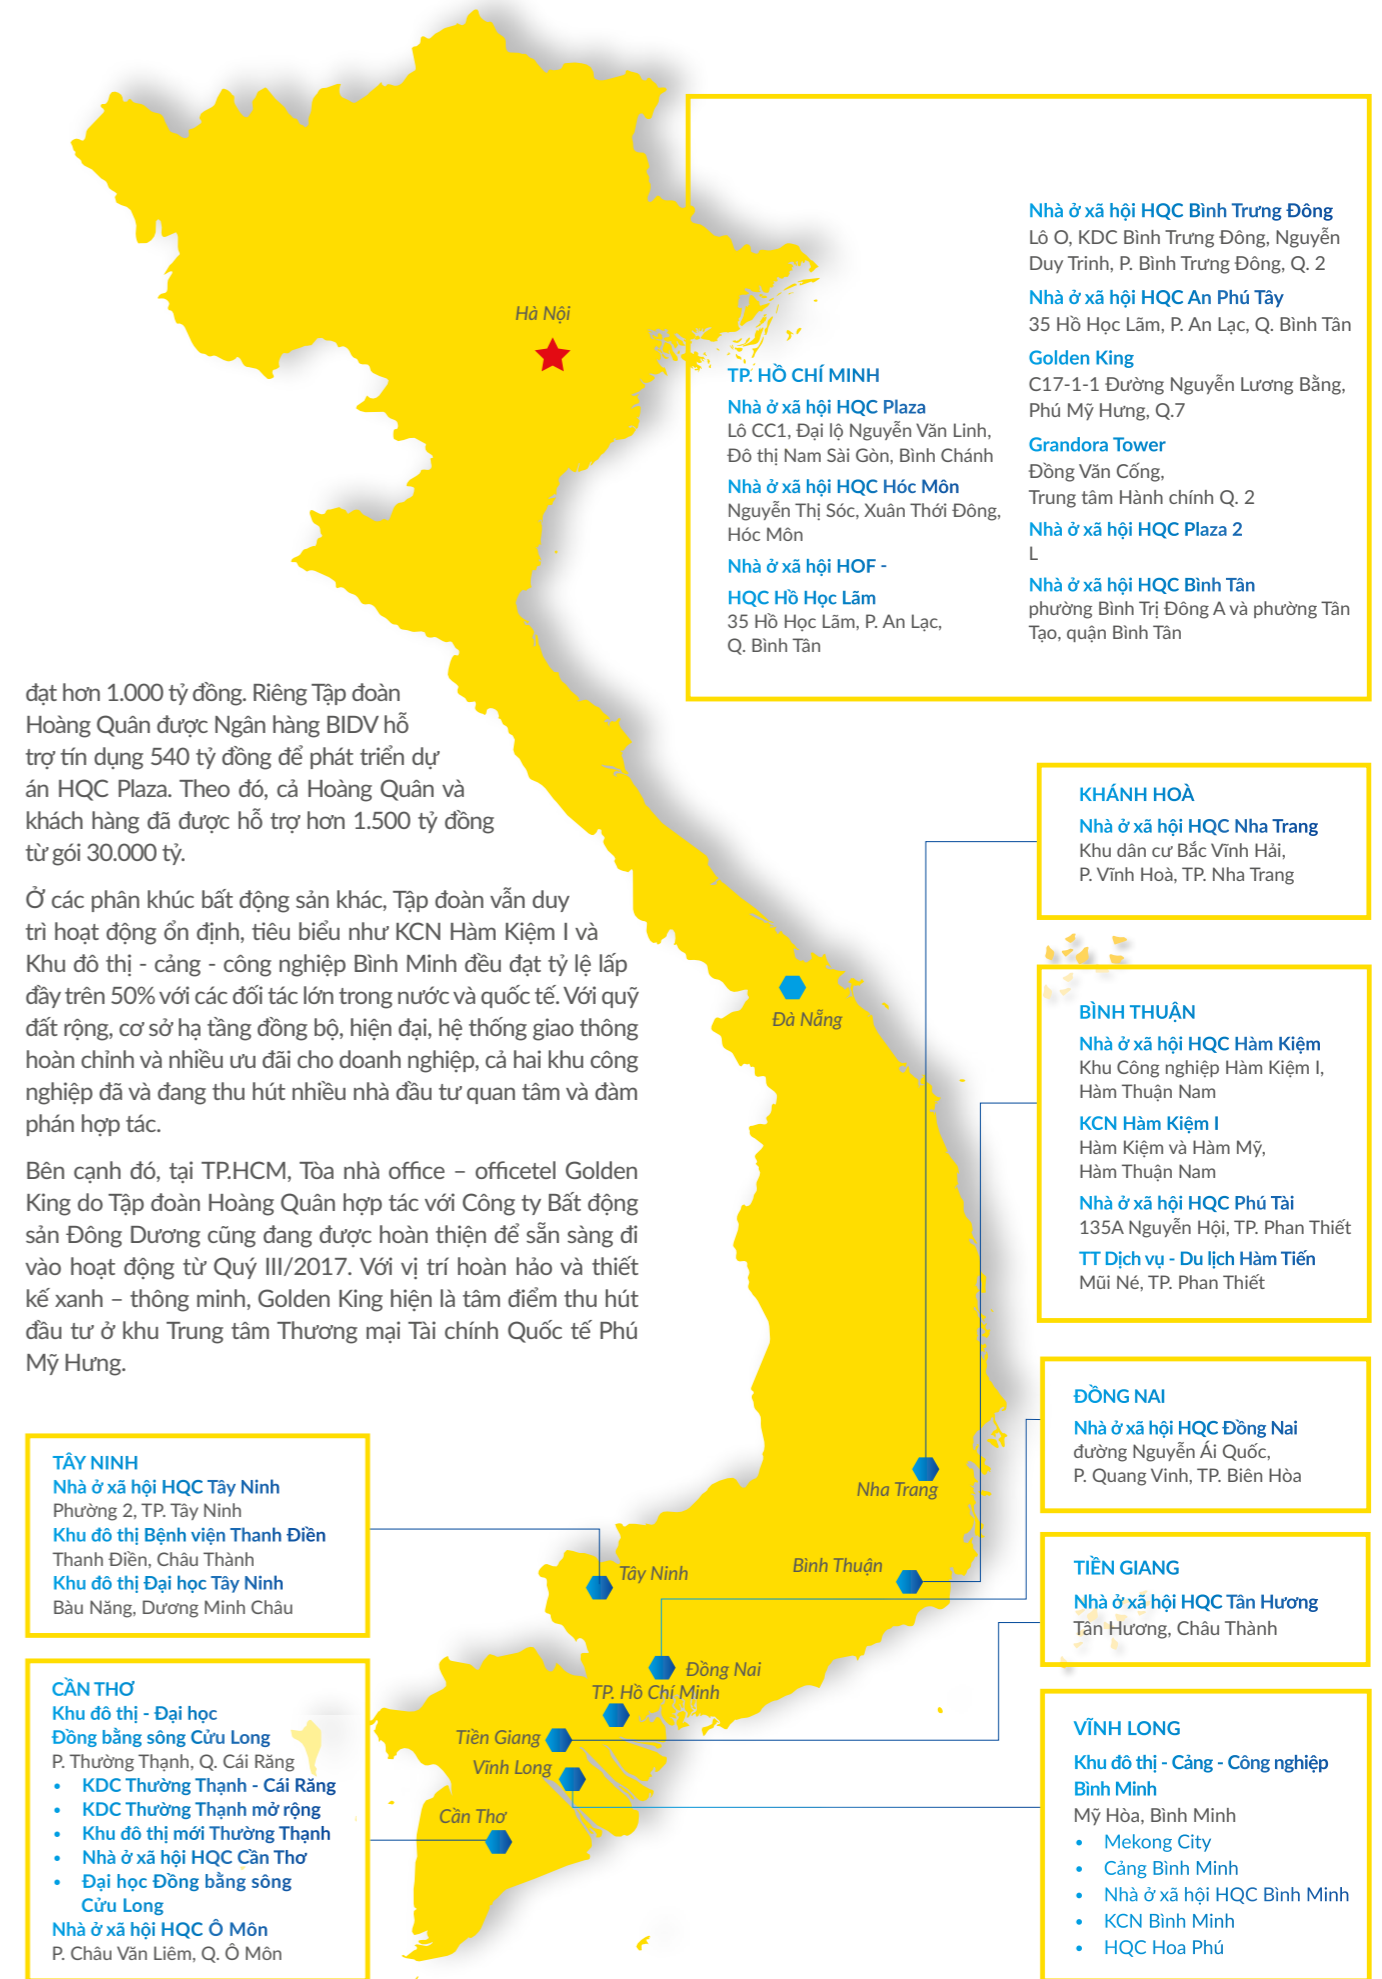 Hà Nội
TP. HỒ CHÍ MINH
Nhà ở xã hội HQC Plaza
Lô CC1, Đại lộ Nguyễn Văn Linh,
Đô thị Nam Sài Gòn, Bình Chánh
Nhà ở xã hội HQC Hóc Môn
Nguyễn Thị Sóc, Xuân Thới Đông,
Hóc Môn
Nhà ở xã hội HOF -
HQC Hồ Học Lãm
35 Hồ Học Lãm, P. An Lạc,
Q. Bình Tân
Nhà ở xã hội HQC Bình Trưng Đông
Lô O, KDC Bình Trưng Đông, Nguyễn
Duy Trinh, P. Bình Trưng Đông, Q. 2
Nhà ở xã hội HQC An Phú Tây
35 Hồ Học Lãm, P. An Lạc, Q. Bình Tân
Golden King
C17-1-1 Đường Nguyễn Lương Bằng,
Phú Mỹ Hưng, Q.7
Grandora Tower
Đồng Văn Cống,
Trung tâm Hành chính Q. 2
Nhà ở xã hội HQC Plaza 2
L
Nhà ở xã hội HQC Bình Tân
phường Bình Trị Đông A và phường Tân
Tạo, quận Bình Tân
đạt hơn 1.000 tỷ đồng. Riêng Tập đoàn
Hoàng Quân được Ngân hàng BIDV hỗ
trợ tín dụng 540 tỷ đồng để phát triển dự
án HQC Plaza. Theo đó, cả Hoàng Quân và
khách hàng đã được hỗ trợ hơn 1.500 tỷ đồng
từ gói 30.000 tỷ.
Ở các phân khúc bất động sản khác, Tập đoàn vẫn duy
trì hoạt động ổn định, tiêu biểu như KCN Hàm Kiệm I và
Khu đô thị - cảng - công nghiệp Bình Minh đều đạt tỷ lệ lấp
đầy trên 50% với các đối tác lớn trong nước và quốc tế. Với quỹ
đất rộng, cơ sở hạ tầng đồng bộ, hiện đại, hệ thống giao thông
hoàn chỉnh và nhiều ưu đãi cho doanh nghiệp, cả hai khu công
nghiệp đã và đang thu hút nhiều nhà đầu tư quan tâm và đàm
phán hợp tác.
Bên cạnh đó, tại TP.HCM, Tòa nhà office – officetel Golden
King do Tập đoàn Hoàng Quân hợp tác với Công ty Bất động
sản Đông Dương cũng đang được hoàn thiện để sẵn sàng đi
vào hoạt động từ Quý III/2017. Với vị trí hoàn hảo và thiết
kế xanh – thông minh, Golden King hiện là tâm điểm thu hút
đầu tư ở khu Trung tâm Thương mại Tài chính Quốc tế Phú
Mỹ Hưng.
KHÁNH HOÀ
Nhà ở xã hội HQC Nha Trang
Khu dân cư Bắc Vĩnh Hải,
P. Vĩnh Hoà, TP. Nha Trang
Đà Nẵng
BÌNH THUẬN
Nhà ở xã hội HQC Hàm Kiệm
Khu Công nghiệp Hàm Kiệm I,
Hàm Thuận Nam
KCN Hàm Kiệm I
Hàm Kiệm và Hàm Mỹ,
Hàm Thuận Nam
Nhà ở xã hội HQC Phú Tài
135A Nguyễn Hội, TP. Phan Thiết
TT Dịch vụ - Du lịch Hàm Tiến
Mũi Né, TP. Phan Thiết
ĐỒNG NAI
Nhà ở xã hội HQC Đồng Nai
đường Nguyễn Ái Quốc,
P. Quang Vinh, TP. Biên Hòa
TIỀN GIANG
Nhà ở xã hội HQC Tân Hương
Tân Hương, Châu Thành
VĨNH LONG
Khu đô thị - Cảng - Công nghiệp
Bình Minh
Mỹ Hòa, Bình Minh
• Mekong City
• Cảng Bình Minh
• Nhà ở xã hội HQC Bình Minh
• KCN Bình Minh
• HQC Hoa Phú
TÂY NINH
Nhà ở xã hội HQC Tây Ninh
Phường 2, TP. Tây Ninh
Khu đô thị Bệnh viện Thanh Điền
Thanh Điền, Châu Thành
Khu đô thị Đại học Tây Ninh
Bàu Năng, Dương Minh Châu
CẦN THƠ
Khu đô thị - Đại học
Đồng bằng sông Cửu Long
P. Thường Thạnh, Q. Cái Răng
• KDC Thường Thạnh - Cái Răng
• KDC Thường Thạnh mở rộng
• Khu đô thị mới Thường Thạnh
• Nhà ở xã hội HQC Cần Thơ
• Đại học Đồng bằng sông
Cửu Long
Nhà ở xã hội HQC Ô Môn
P. Châu Văn Liêm, Q. Ô Môn
Nha Trang
Bình Thuận
Tây Ninh
Đồng Nai
TP. Hồ Chí Minh
Tiền Giang
Vĩnh Long
Cần Thơ